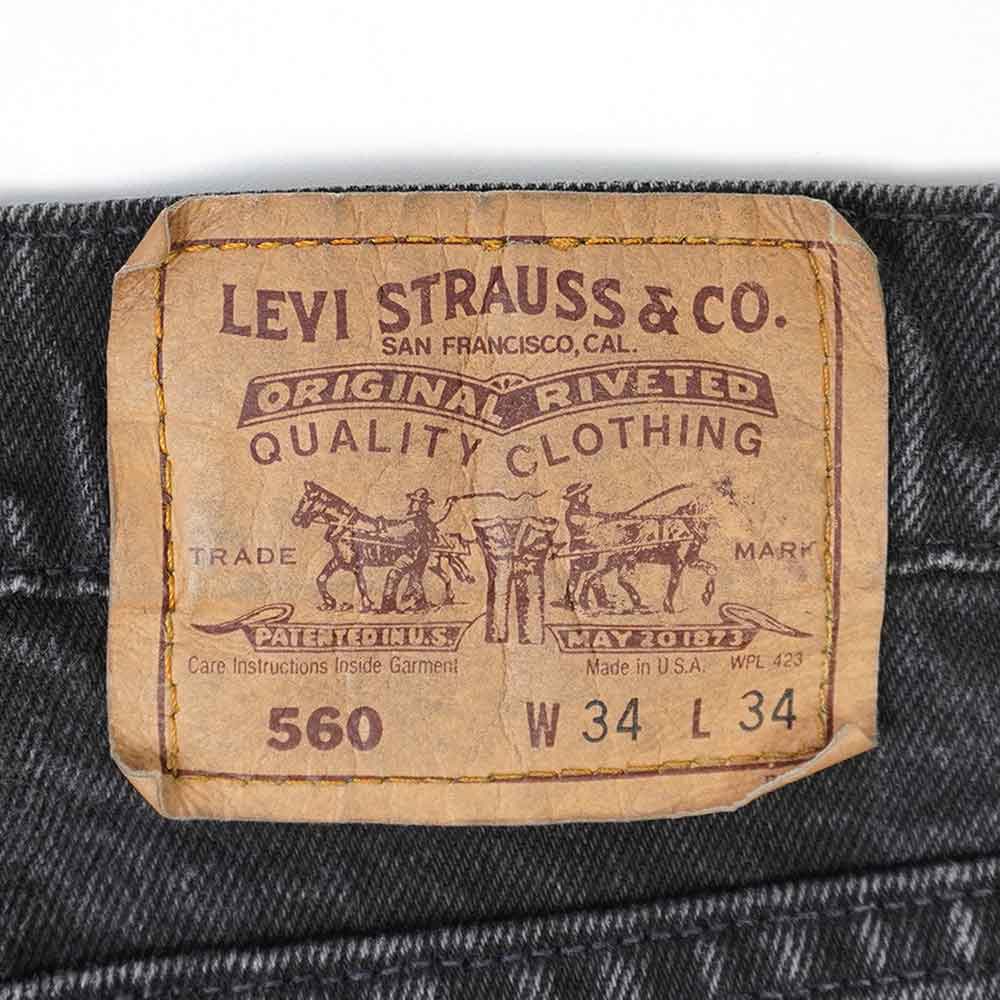 LEVI STRAUSS & CO.
SAN FRANCISCO, CAL.
ORIGINAL RIVETED
QUALITY CLOTHING
TRADE MARK
PATENTED IN U.S. MAY 20 1873
Care Instructions Inside Garment Made in U.S.A. WPL 423
560 W 34 L 34